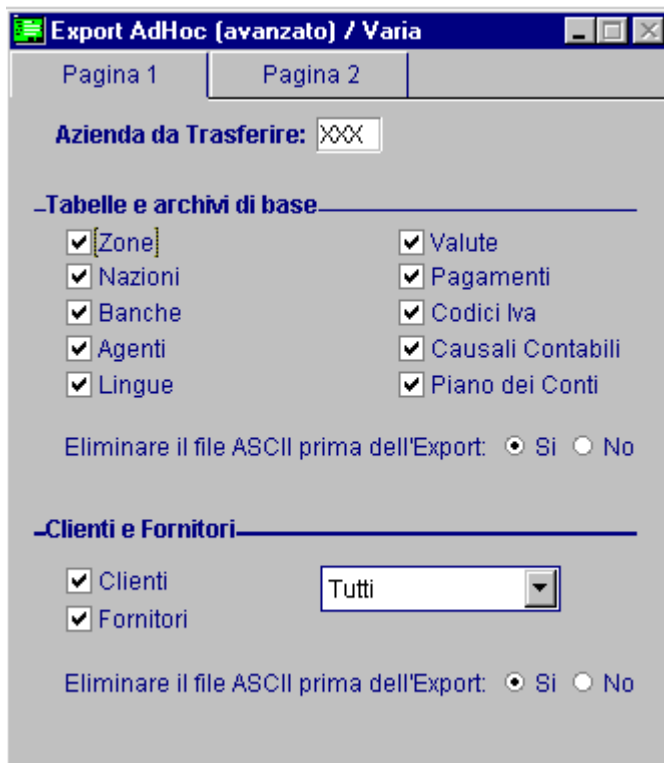 Export AdHoc (avanzato) / Varia
Pagina 1 Pagina 2
Azienda da Trasferire: XXX
Tabelle e archivi di base
Zone Valute
Nazioni Pagamenti
Banche Codici Iva
Agenti Causali Contabili
Lingue Piano dei Conti
Eliminare il file ASCII prima dell'Export: Si No
Clienti e Fornitori
Clienti Tutti
Fornitori
Eliminare il file ASCII prima dell'Export: Si No